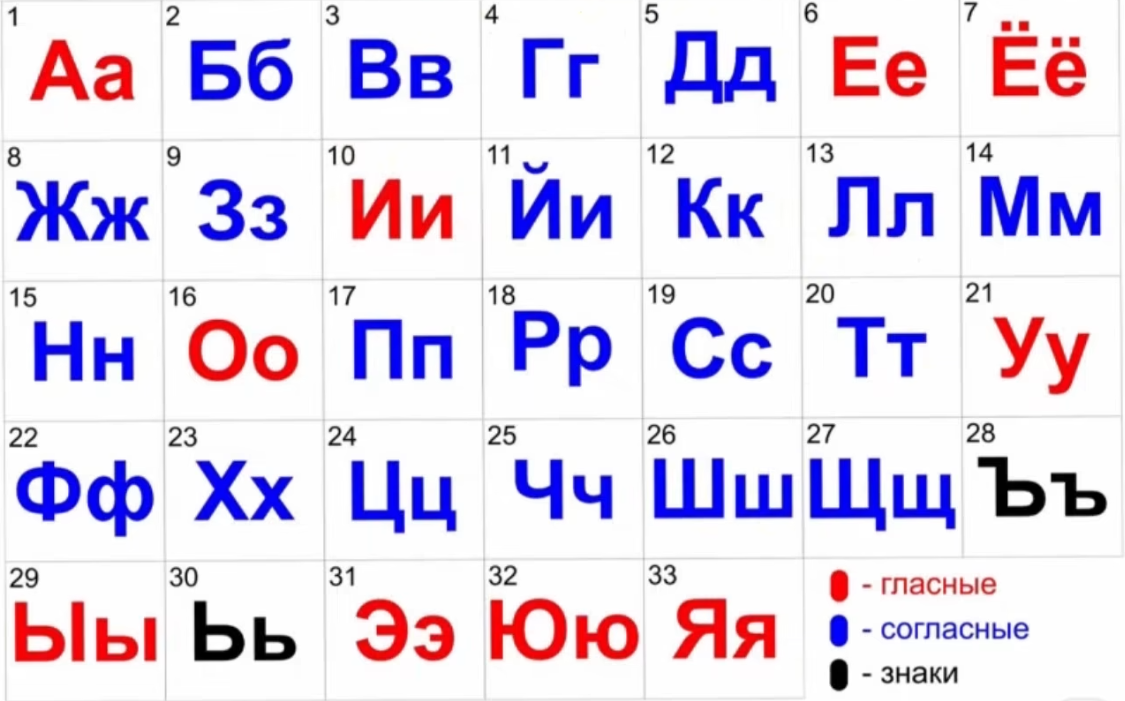 1 Аа 2 Бб 3 Вв 4 Гг 5 Дд 6 Ее 7 Ёё
8 Жж 9 Зз 10 Ии 11 Йи 12 Кк 13 Лл 14 Мм
15 Нн 16 Оо 17 Пп 18 Рр 19 Сс 20 Тт 21 Уу
22 Фф 23 Хх 24 Цц 25 Чч 26 Шш 27 Щщ 28 Ъъ
29 Ыы 30 Ьь 31 Ээ 32 Юю 33 Яя
- гласные
- согласные
- знаки